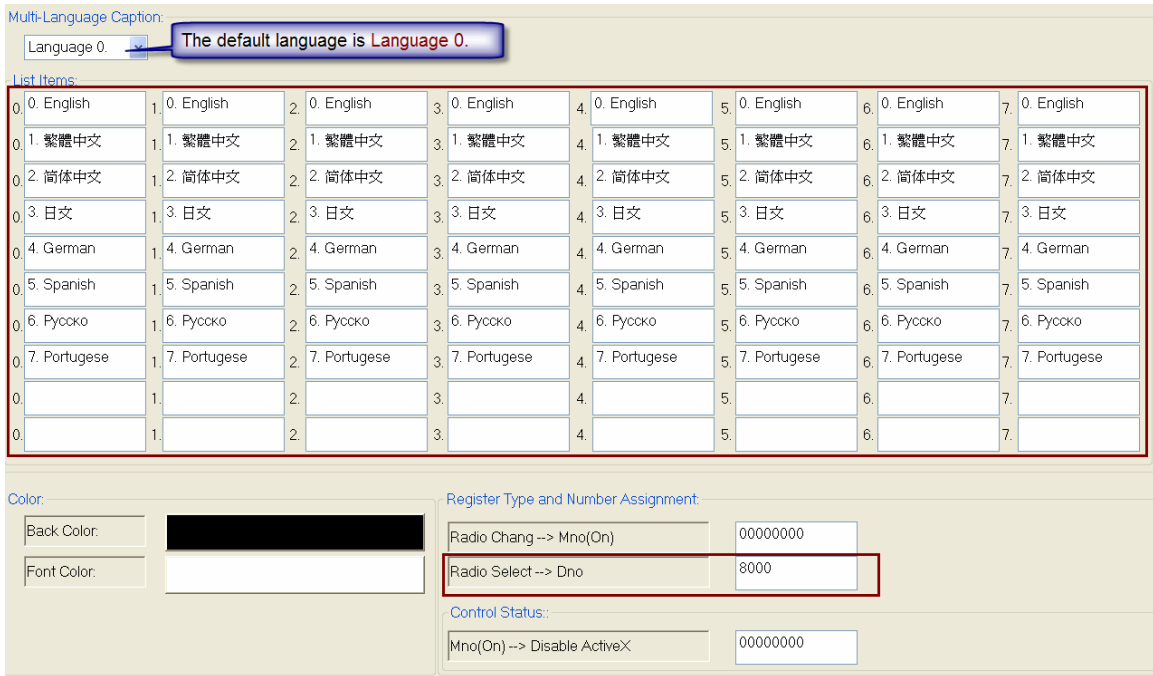 Multi-Language Caption:
Language 0.
The default language is Language 0.
List Items:
0. 0. English 1. 0. English 2. 0. English 3. 0. English 4. 0. English 5. 0. English 6. 0. English 7. 0. English
0. 1. 繁體中文 1. 1. 繁體中文 2. 1. 繁體中文 3. 1. 繁體中文 4. 1. 繁體中文 5. 1. 繁體中文 6. 1. 繁體中文 7. 1. 繁體中文
0. 2. 简体中文 1. 2. 简体中文 2. 2. 简体中文 3. 2. 简体中文 4. 2. 简体中文 5. 2. 简体中文 6. 2. 简体中文 7. 2. 简体中文
0. 3. 日文 1. 3. 日文 2. 3. 日文 3. 3. 日文 4. 3. 日文 5. 3. 日文 6. 3. 日文 7. 3. 日文
0. 4. German 1. 4. German 2. 4. German 3. 4. German 4. 4. German 5. 4. German 6. 4. German 7. 4. German
0. 5. Spanish 1. 5. Spanish 2. 5. Spanish 3. 5. Spanish 4. 5. Spanish 5. 5. Spanish 6. 5. Spanish 7. 5. Spanish
0. 6. Русско 1. 6. Русско 2. 6. Русско 3. 6. Русско 4. 6. Русско 5. 6. Русско 6. 6. Русско 7. 6. Русско
0. 7. Portugese 1. 7. Portugese 2. 7. Portugese 3. 7. Portugese 4. 7. Portugese 5. 7. Portugese 6. 7. Portugese 7. 7. Portugese
0. 1. 2. 3. 4. 5. 6. 7.
0. 1. 2. 3. 4. 5. 6. 7.
Color:
Back Color:
Font Color:
Register Type and Number Assignment:
Radio Chang --> Mno(On) 00000000
Radio Select --> Dno 8000
Control Status::
Mno(On) --> Disable ActiveX 00000000